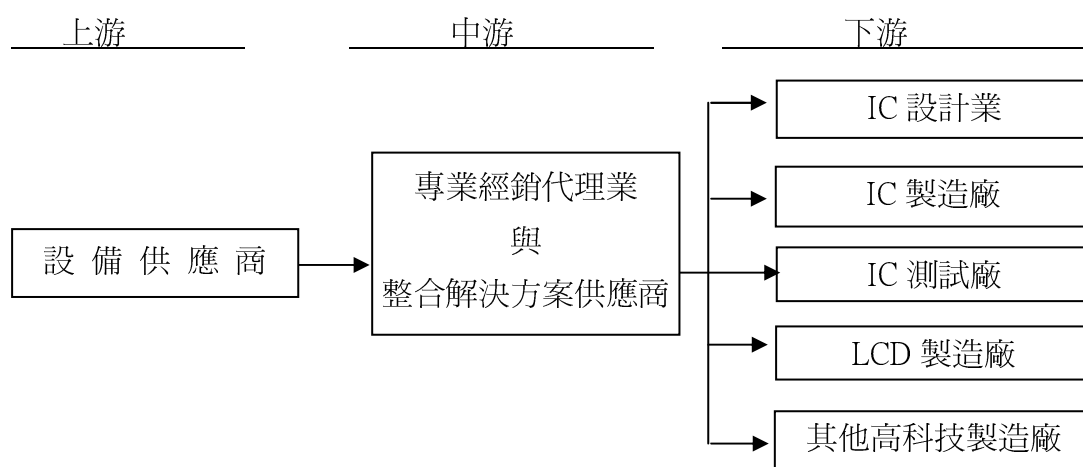 上游
中游
下游
設備供應商
專業經銷代理業
與
整合解決方案供應商
IC 設計業
IC 製造廠
IC 測試廠
LCD 製造廠
其他高科技製造廠